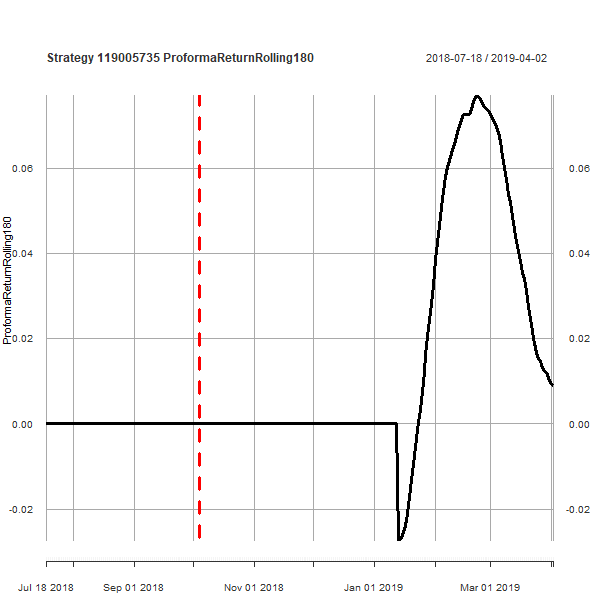 Strategy 119005735 ProformaReturnRolling180
2018-07-18 / 2019-04-02
ProformaReturnRolling180
0.06
0.06
0.04
0.04
0.02
0.02
0.00
0.00
-0.02
-0.02
Jul 18 2018
Sep 01 2018
Nov 01 2018
Jan 01 2019
Mar 01 2019